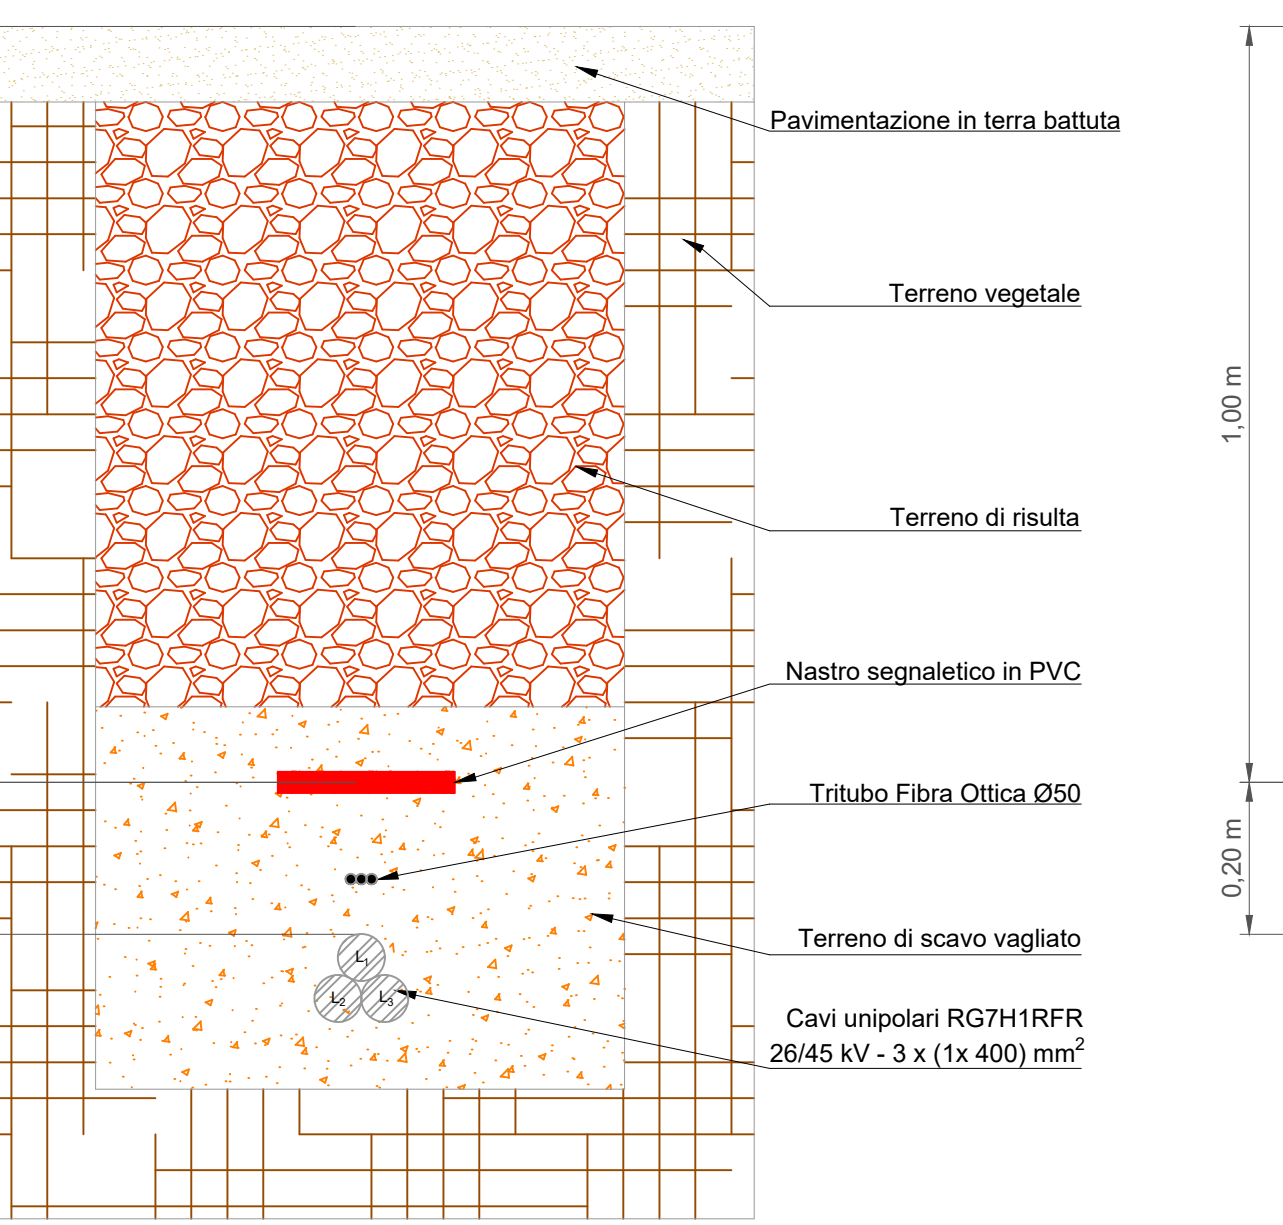 Pavimentazione in terra battuta
Terreno vegetale
1,00 m
Terreno di risulta
Nastro segnaletico in PVC
Tritubo Fibra Ottica Ø50
0,20 m
Terreno di scavo vagliato
L1
L2
L3
Cavi unipolari RG7H1RFR
26/45 kV - 3 x (1x 400) mm²